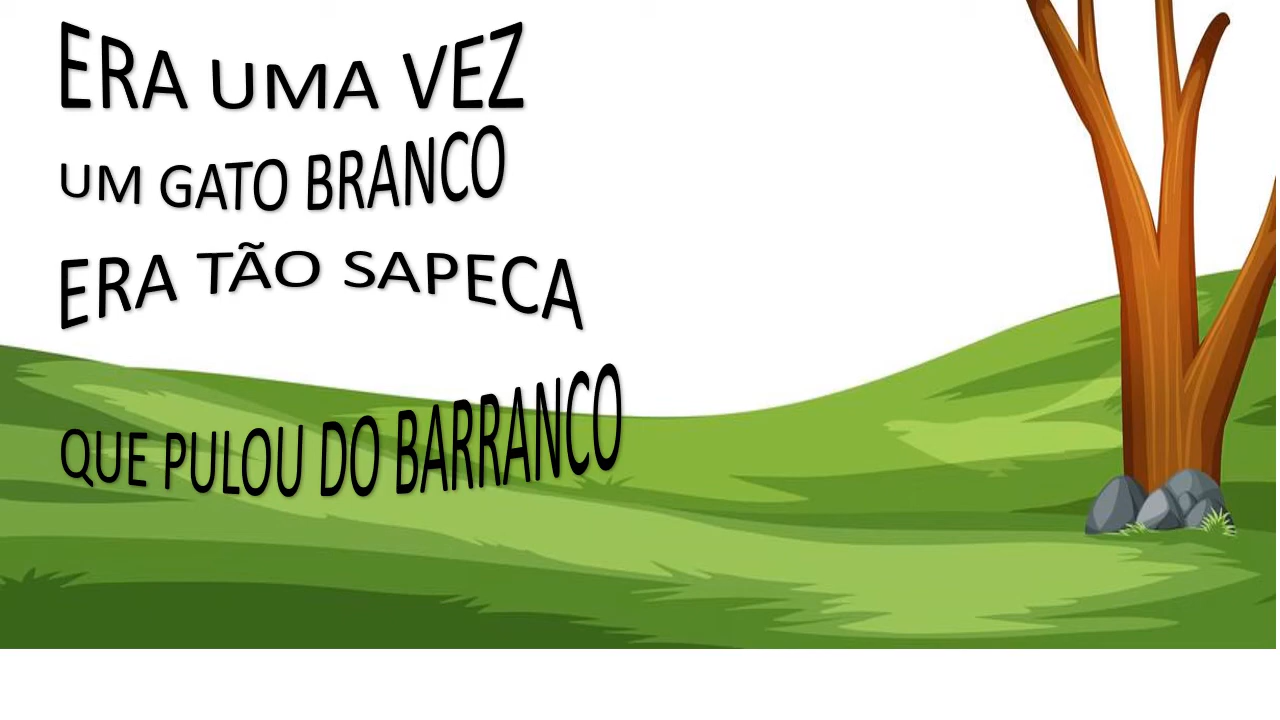 ERA UMA VEZ
UM GATO BRANCO
ERA TÃO SAPECA
QUE PULOU DO BARRANCO